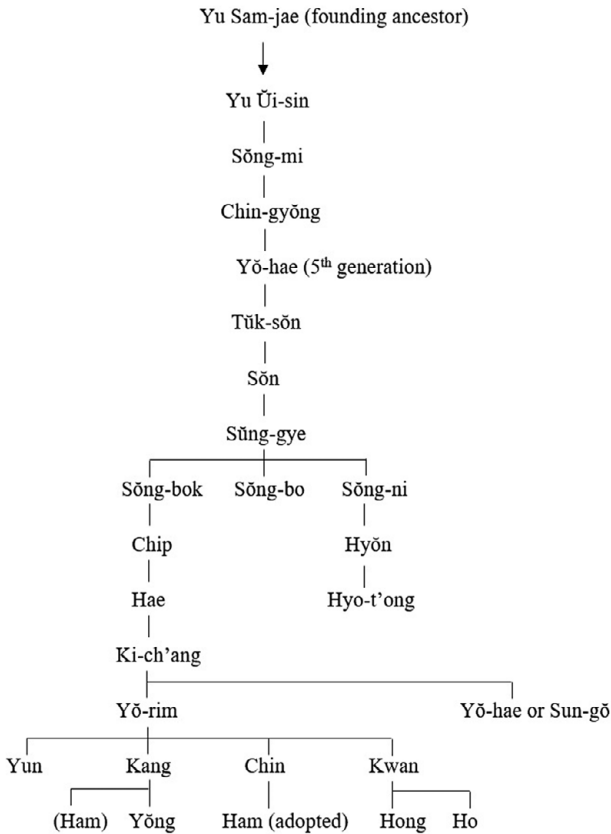 Yu Sam-jae (founding ancestor)
Yu Ŭi-sin
Sŏng-mi
Chin-gyŏng
Yŏ-hae (5th generation)
Tŭk-sŏn
Sŏn
Sŭng-gye
Sŏng-bok Sŏng-bo Sŏng-ni
Chip Hyŏn
Hae Hyo-t’ong
Ki-ch’ang
Yŏ-rim Yŏ-hae or Sun-gŏ
Yun Kang Chin Kwan
(Ham) Yŏng Ham (adopted) Hong Ho